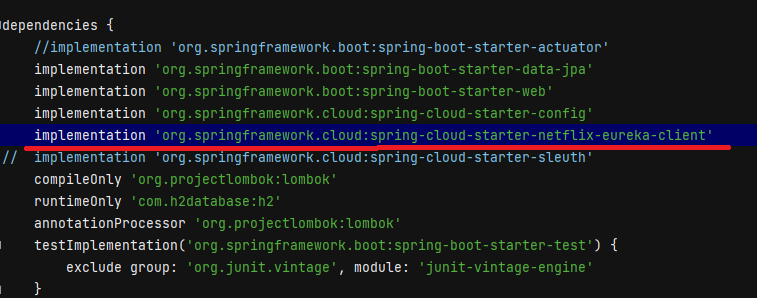 dependencies {
//implementation 'org.springframework.boot:spring-boot-starter-actuator'
implementation 'org.springframework.boot:spring-boot-starter-data-jpa'
implementation 'org.springframework.boot:spring-boot-starter-web'
implementation 'org.springframework.cloud:spring-cloud-starter-config'
implementation 'org.springframework.cloud:spring-cloud-starter-netflix-eureka-client'
// implementation 'org.springframework.cloud:spring-cloud-starter-sleuth'
compileOnly 'org.projectlombok:lombok'
runtimeOnly 'com.h2database:h2'
annotationProcessor 'org.projectlombok:lombok'
testImplementation('org.springframework.boot:spring-boot-starter-test') {
exclude group: 'org.junit.vintage', module: 'junit-vintage-engine'
}